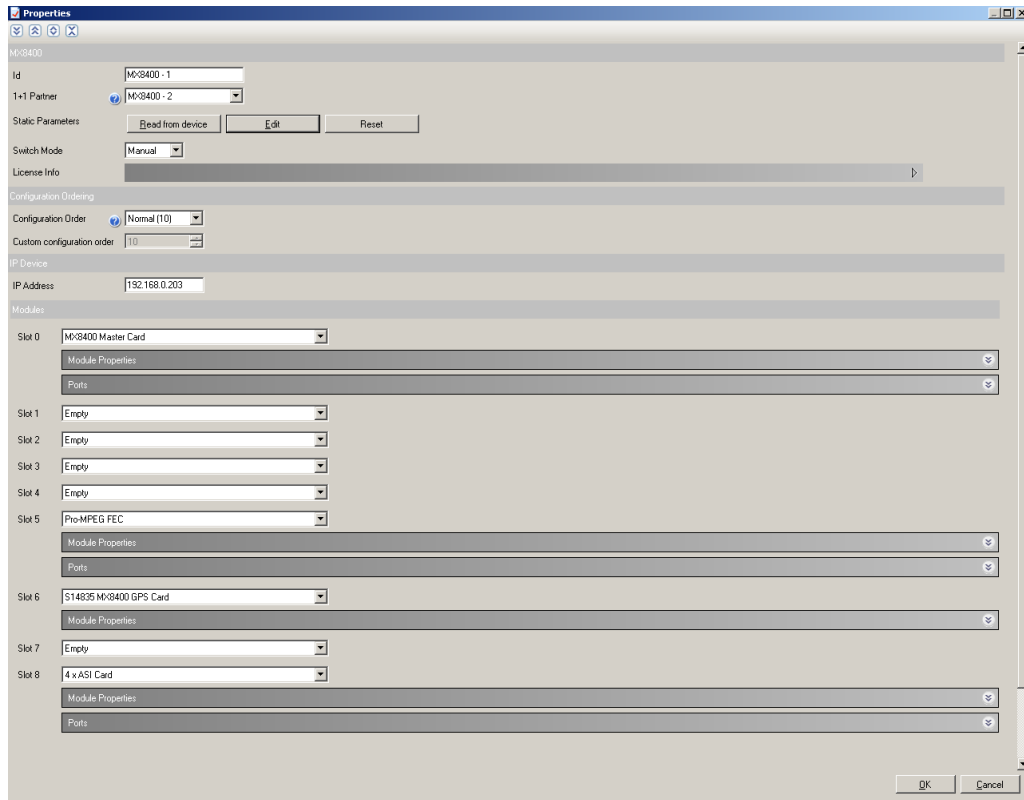 Properties
MX8400
Id MX8400 - 1
1+1 Partner MX8400 - 2
Static Parameters Read from device Edit Reset
Switch Mode Manual
License Info
Configuration Ordering
Configuration Order Normal (10)
Custom configuration order 10
IP Device
IP Address 192.168.0.203
Modules
Slot 0 MX8400 Master Card
Module Properties
Ports
Slot 1 Empty
Slot 2 Empty
Slot 3 Empty
Slot 4 Empty
Slot 5 Pro-MPEG FEC
Module Properties
Ports
Slot 6 S14835 MX8400 GPS Card
Module Properties
Slot 7 Empty
Slot 8 4 x ASI Card
Module Properties
Ports
OK Cancel